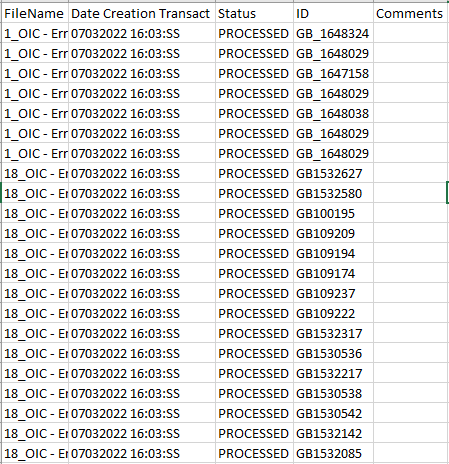 FileName Date Creation Transact Status ID Comments
1_OIC - Err 07032022 16:03:SS PROCESSED GB_1648324
1_OIC - Err 07032022 16:03:SS PROCESSED GB_1648029
1_OIC - Err 07032022 16:03:SS PROCESSED GB_1647158
1_OIC - Err 07032022 16:03:SS PROCESSED GB_1648029
1_OIC - Err 07032022 16:03:SS PROCESSED GB_1648038
1_OIC - Err 07032022 16:03:SS PROCESSED GB_1648029
1_OIC - Err 07032022 16:03:SS PROCESSED GB_1648029
18_OIC - Er 07032022 16:03:SS PROCESSED GB1532627
18_OIC - Er 07032022 16:03:SS PROCESSED GB1532580
18_OIC - Er 07032022 16:03:SS PROCESSED GB100195
18_OIC - Er 07032022 16:03:SS PROCESSED GB109209
18_OIC - Er 07032022 16:03:SS PROCESSED GB109194
18_OIC - Er 07032022 16:03:SS PROCESSED GB109174
18_OIC - Er 07032022 16:03:SS PROCESSED GB109237
18_OIC - Er 07032022 16:03:SS PROCESSED GB109222
18_OIC - Er 07032022 16:03:SS PROCESSED GB1532317
18_OIC - Er 07032022 16:03:SS PROCESSED GB1530536
18_OIC - Er 07032022 16:03:SS PROCESSED GB1532217
18_OIC - Er 07032022 16:03:SS PROCESSED GB1530538
18_OIC - Er 07032022 16:03:SS PROCESSED GB1530542
18_OIC - Er 07032022 16:03:SS PROCESSED GB1532142
18_OIC - Er 07032022 16:03:SS PROCESSED GB1532085